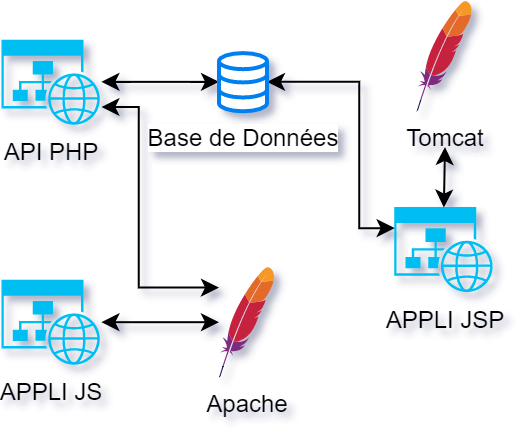 Base de Données
Tomcat
API PHP
APPLI JSP
APPLI JS
Apache